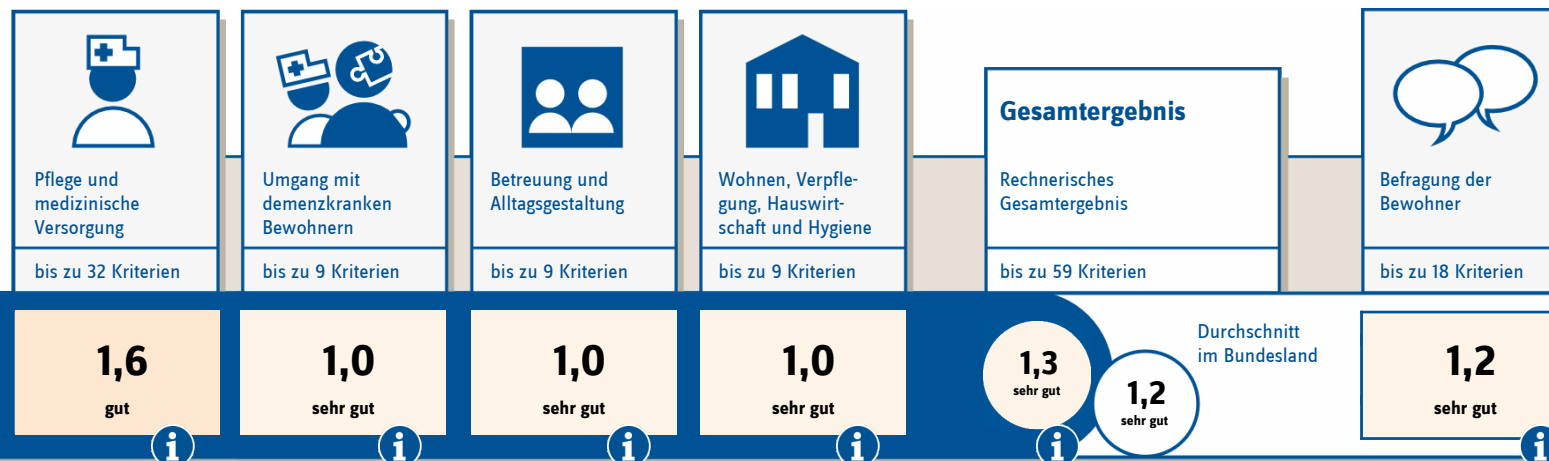 Pflege und
medizinische
Versorgung
bis zu 32 Kriterien
1,6
gut
i
Umgang mit
demenzkranken
Bewohnern
bis zu 9 Kriterien
1,0
sehr gut
i
Betreuung und
Alltagsgestaltung
bis zu 9 Kriterien
1,0
sehr gut
i
Wohnen, Verpfle-
gung, Hauswirt-
schaft und Hygiene
bis zu 9 Kriterien
1,0
sehr gut
i
Gesamtergebnis
Rechnerisches
Gesamtergebnis
bis zu 59 Kriterien
1,3
sehr gut
i
Durchschnitt
im Bundesland
1,2
sehr gut
Befragung der
Bewohner
bis zu 18 Kriterien
1,2
sehr gut
i